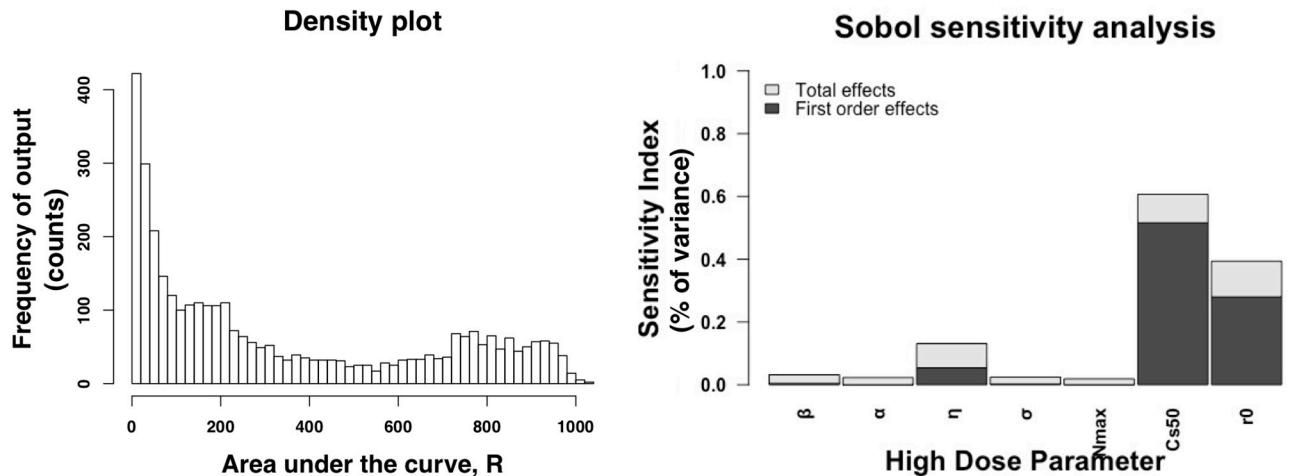 Density plot
Frequency of output
(counts)
0
100
200
300
400
0 200 400 600 800 1000
Area under the curve, R
Sobol sensitivity analysis
Sensitivity Index
(% of variance)
1.0
0.8
0.6
0.4
0.2
0.0
Total effects
First order effects
β α η σ Nmax Cs50 r0
High Dose Parameter